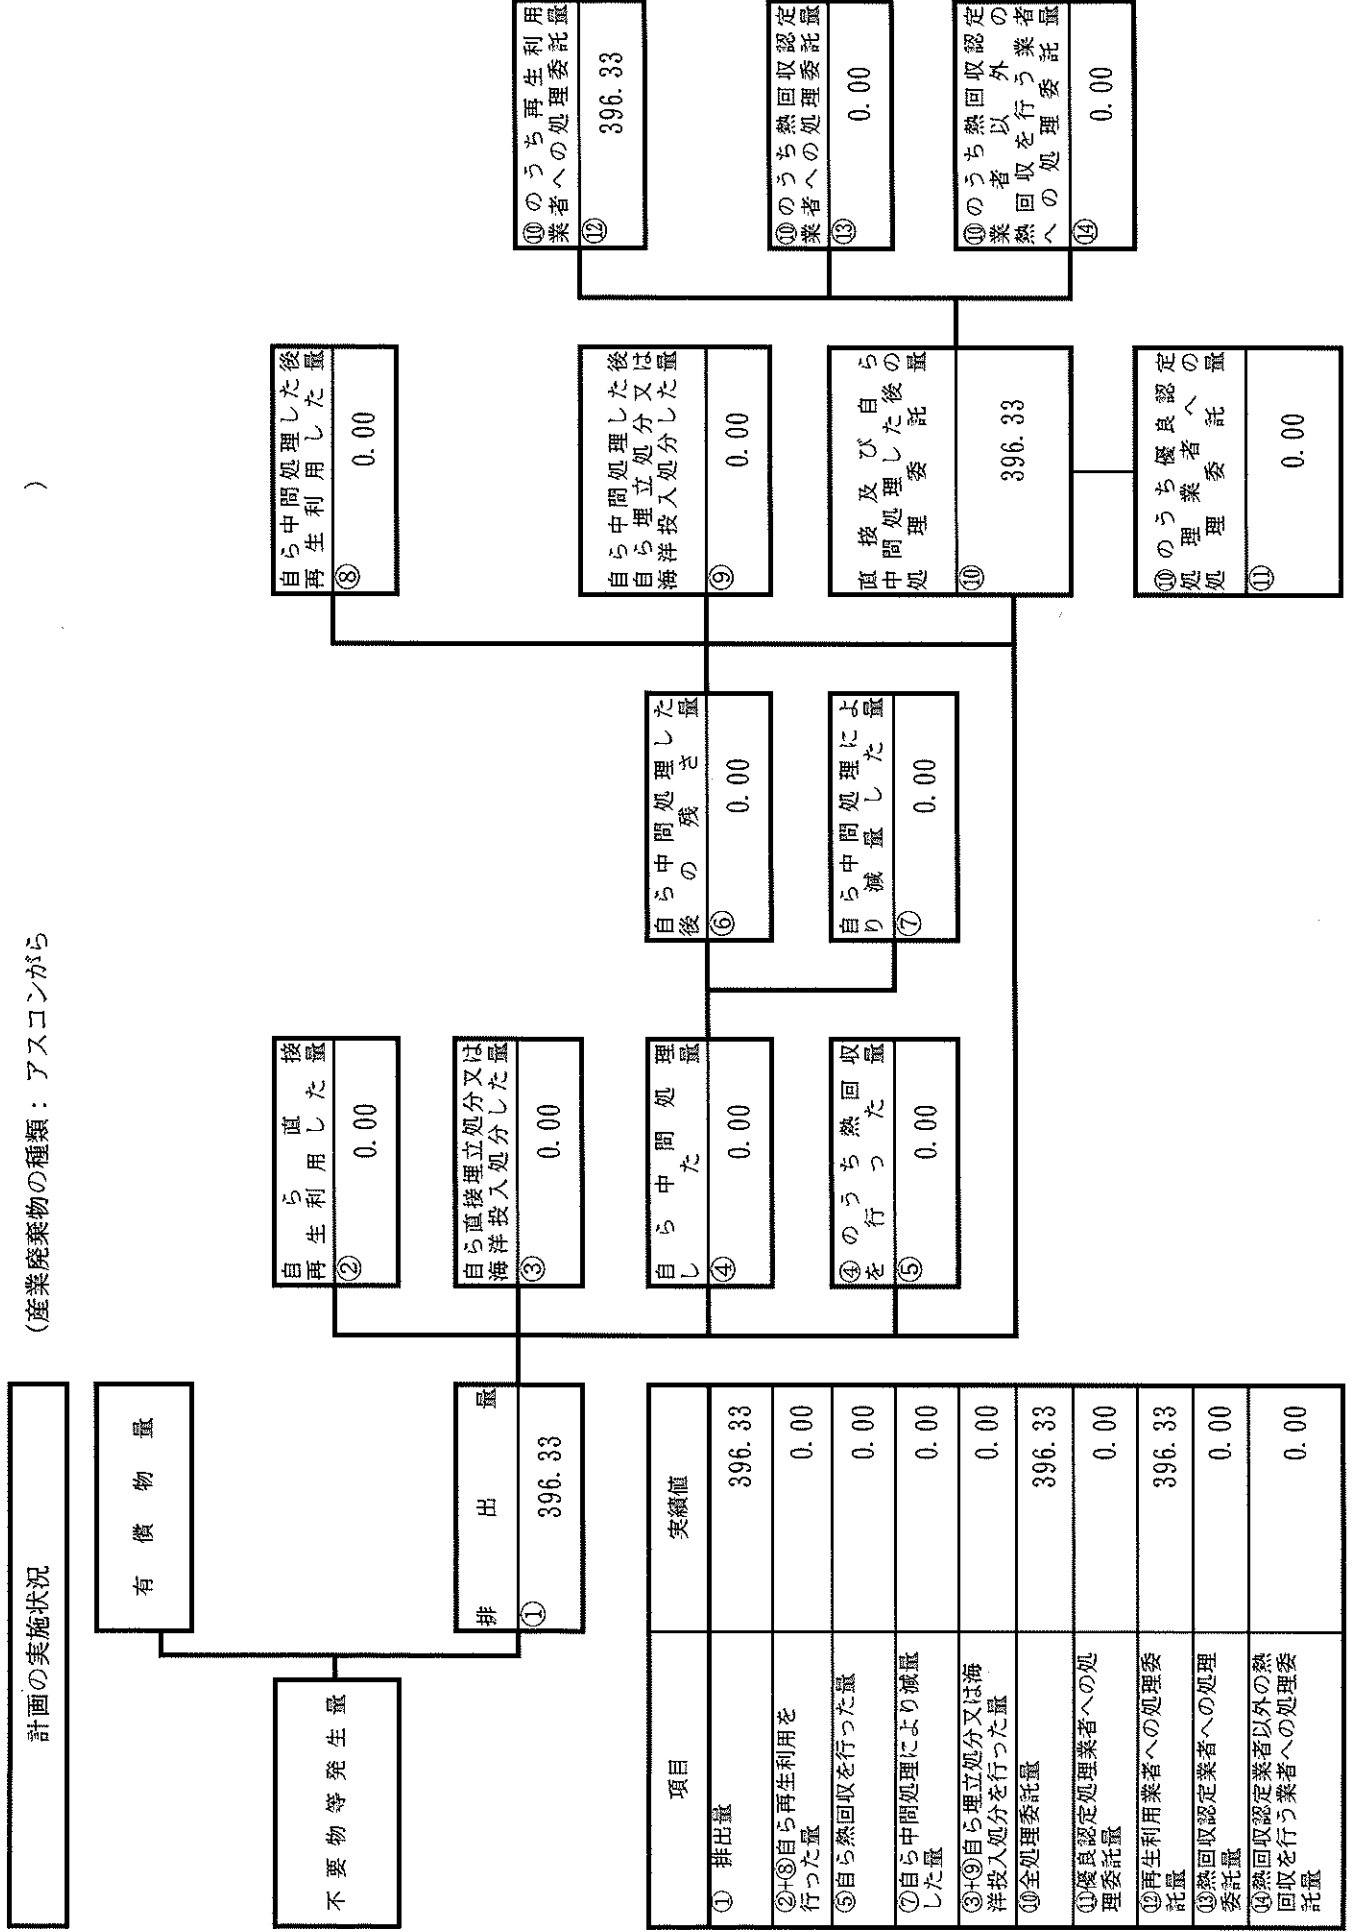 計画の実施状況
(産業廃棄物の種類： アスコンがら
)
不要物等発生量
有償物量
排出量
① 396.33
自ら直接
再生利用した量
② 0.00
自ら直接埋立処分又は
海洋投入処分した量
③ 0.00
自ら中間処理
した量
④ 0.00
④のうち熱回収
を行った量
⑤ 0.00
自ら中間処理した
後の残さ量
⑥ 0.00
自ら中間処理によ
り減量した量
⑦ 0.00
自ら中間処理した後
再生利用した量
⑧ 0.00
自ら中間処理した後
自ら埋立処分又は
海洋投入処分した量
⑨ 0.00
直接及び自ら
中間処理した後の
処理委託量
⑩ 396.33
⑩のうち優良認定
処理業者への
処理委託量
⑪ 0.00
⑩のうち再生利用
業者への処理委託量
⑫ 396.33
⑩のうち熱回収認定
業者への処理委託量
⑬ 0.00
⑩のうち熱回収認定
業者以外の
熱回収を行う業者
への処理委託量
⑭ 0.00
項目 実績値
① 排出量 396.33
②+⑧自ら再生利用を
行った量 0.00
⑤自ら熱回収を行った量 0.00
⑦自ら中間処理により減量
した量 0.00
③+⑨自ら埋立処分又は海
洋投入処分を行った量 0.00
⑩全処理委託量 396.33
⑪優良認定処理業者への処
理委託量 0.00
⑫再生利用業者への処理委
託量 396.33
⑬熱回収認定業者への処理
委託量 0.00
⑭熱回収認定業者以外の熱
回収を行う業者への処理委
託量 0.00